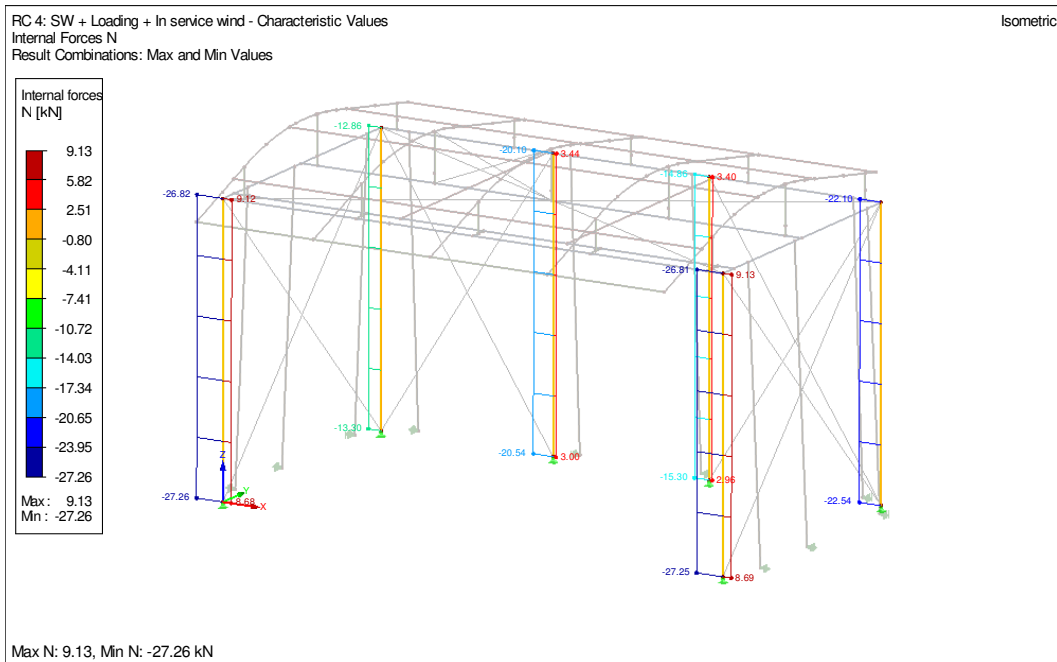 RC 4: SW + Loading + In service wind - Characteristic Values
Isometric
Internal Forces N
Result Combinations: Max and Min Values
Internal forces
N [kN]
9.13
5.82
2.51
-0.80
-4.11
-7.41
-10.72
-14.03
-17.34
-20.65
-23.95
-27.26
Max : 9.13
Min : -27.26
-12.86
-20.10
3.44
3.40
-26.82
9.12
-22.10
-26.81
9.13
-13.30
-20.54
3.00
-15.30
2.96
Z
Y
X
-27.26
8.68
-22.54
-27.25
8.69
Max N: 9.13, Min N: -27.26 kN